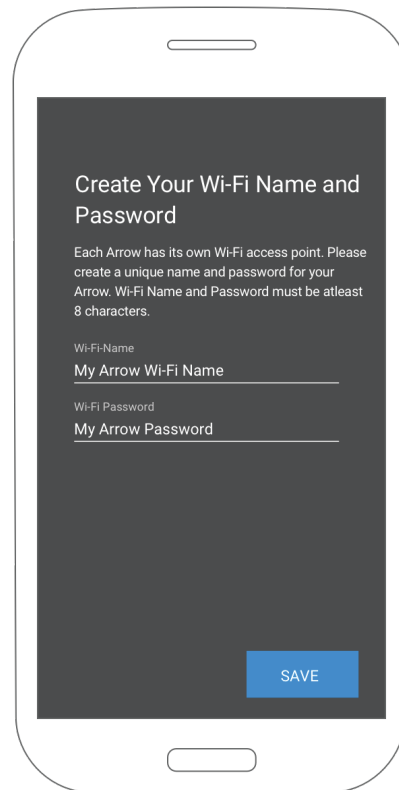 Create Your Wi-Fi Name and
Password
Each Arrow has its own Wi-Fi access point. Please
create a unique name and password for your
Arrow. Wi-Fi Name and Password must be atleast
8 characters.
Wi-Fi-Name
My Arrow Wi-Fi Name
Wi-Fi Password
My Arrow Password
SAVE